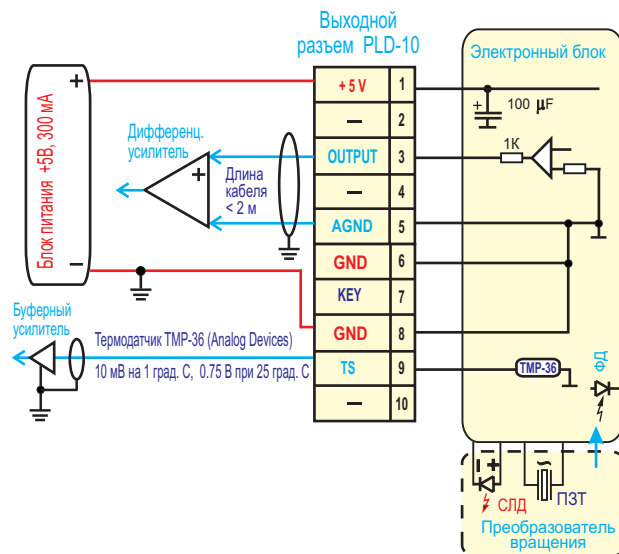 Выходной
разъем PLD-10
Электронный блок
Блок питания +5В, 300 мА
+
−
Дифференц.
усилитель
+
Длина
кабеля
< 2 м
+ 5 V 1
— 2
OUTPUT 3
— 4
AGND 5
GND 6
KEY 7
GND 8
TS 9
— 10
+
100 µF
1К
Буферный
усилитель
Термодатчик TMP-36 (Analog Devices)
10 мВ на 1 град. С, 0.75 В при 25 град. С
TMP-36
ФД
− +
~
СЛД
ПЗТ
Преобразователь
вращения